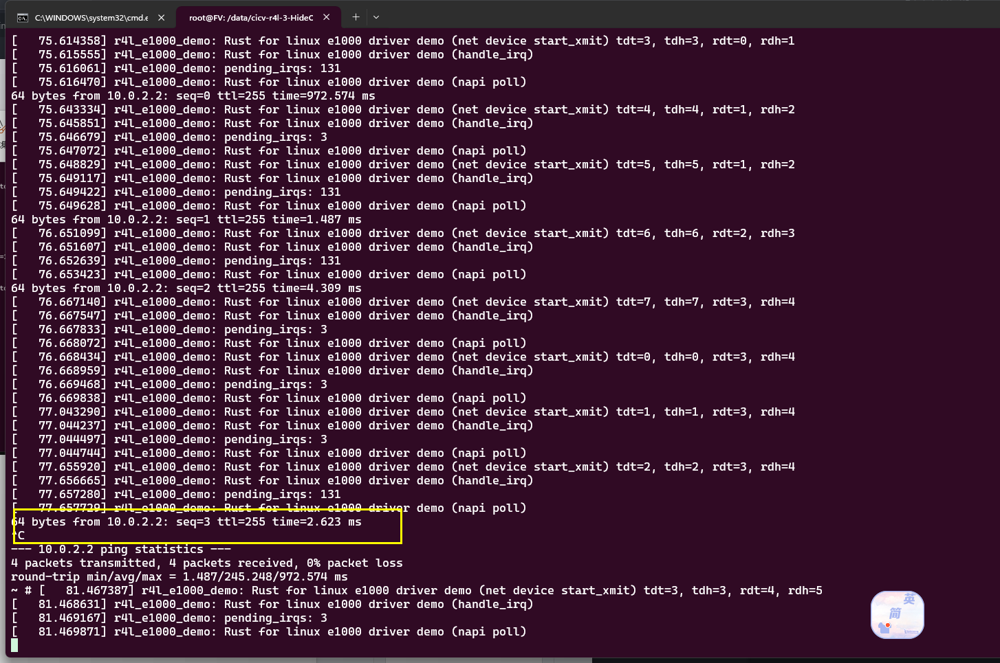 C:\WINDOWS\system32\cmd.e
root@FV: /data/cicv-r4l-3-HideC
[   75.614358] r4l_e1000_demo: Rust for linux e1000 driver demo (net device start_xmit) tdt=3, tdh=3, rdt=0, rdh=1
[   75.615555] r4l_e1000_demo: Rust for linux e1000 driver demo (handle_irq)
[   75.616061] r4l_e1000_demo: pending_irqs: 131
[   75.616470] r4l_e1000_demo: Rust for linux e1000 driver demo (napi poll)
64 bytes from 10.0.2.2: seq=0 ttl=255 time=972.574 ms
[   75.643334] r4l_e1000_demo: Rust for linux e1000 driver demo (net device start_xmit) tdt=4, tdh=4, rdt=1, rdh=2
[   75.645851] r4l_e1000_demo: Rust for linux e1000 driver demo (handle_irq)
[   75.646679] r4l_e1000_demo: pending_irqs: 3
[   75.647072] r4l_e1000_demo: Rust for linux e1000 driver demo (napi poll)
[   75.648829] r4l_e1000_demo: Rust for linux e1000 driver demo (net device start_xmit) tdt=5, tdh=5, rdt=1, rdh=2
[   75.649117] r4l_e1000_demo: Rust for linux e1000 driver demo (handle_irq)
[   75.649422] r4l_e1000_demo: pending_irqs: 131
[   75.649628] r4l_e1000_demo: Rust for linux e1000 driver demo (napi poll)
64 bytes from 10.0.2.2: seq=1 ttl=255 time=1.487 ms
[   76.651099] r4l_e1000_demo: Rust for linux e1000 driver demo (net device start_xmit) tdt=6, tdh=6, rdt=2, rdh=3
[   76.651607] r4l_e1000_demo: Rust for linux e1000 driver demo (handle_irq)
[   76.652639] r4l_e1000_demo: pending_irqs: 131
[   76.653423] r4l_e1000_demo: Rust for linux e1000 driver demo (napi poll)
64 bytes from 10.0.2.2: seq=2 ttl=255 time=4.309 ms
[   76.667140] r4l_e1000_demo: Rust for linux e1000 driver demo (net device start_xmit) tdt=7, tdh=7, rdt=3, rdh=4
[   76.667547] r4l_e1000_demo: Rust for linux e1000 driver demo (handle_irq)
[   76.667833] r4l_e1000_demo: pending_irqs: 3
[   76.668072] r4l_e1000_demo: Rust for linux e1000 driver demo (napi poll)
[   76.668434] r4l_e1000_demo: Rust for linux e1000 driver demo (net device start_xmit) tdt=0, tdh=0, rdt=3, rdh=4
[   76.668959] r4l_e1000_demo: Rust for linux e1000 driver demo (handle_irq)
[   76.669468] r4l_e1000_demo: pending_irqs: 3
[   76.669838] r4l_e1000_demo: Rust for linux e1000 driver demo (napi poll)
[   77.043290] r4l_e1000_demo: Rust for linux e1000 driver demo (net device start_xmit) tdt=1, tdh=1, rdt=3, rdh=4
[   77.044237] r4l_e1000_demo: Rust for linux e1000 driver demo (handle_irq)
[   77.044497] r4l_e1000_demo: pending_irqs: 3
[   77.044744] r4l_e1000_demo: Rust for linux e1000 driver demo (napi poll)
[   77.655920] r4l_e1000_demo: Rust for linux e1000 driver demo (net device start_xmit) tdt=2, tdh=2, rdt=3, rdh=4
[   77.656665] r4l_e1000_demo: Rust for linux e1000 driver demo (handle_irq)
[   77.657280] r4l_e1000_demo: pending_irqs: 131
[   77.657729] r4l_e1000_demo: Rust for linux e1000 driver demo (napi poll)
64 bytes from 10.0.2.2: seq=3 ttl=255 time=2.623 ms
^C
--- 10.0.2.2 ping statistics ---
4 packets transmitted, 4 packets received, 0% packet loss
round-trip min/avg/max = 1.487/245.248/972.574 ms
~ # [   81.467387] r4l_e1000_demo: Rust for linux e1000 driver demo (net device start_xmit) tdt=3, tdh=3, rdt=4, rdh=5
[   81.468631] r4l_e1000_demo: Rust for linux e1000 driver demo (handle_irq)
[   81.469167] r4l_e1000_demo: pending_irqs: 3
[   81.469871] r4l_e1000_demo: Rust for linux e1000 driver demo (napi poll)
英
简